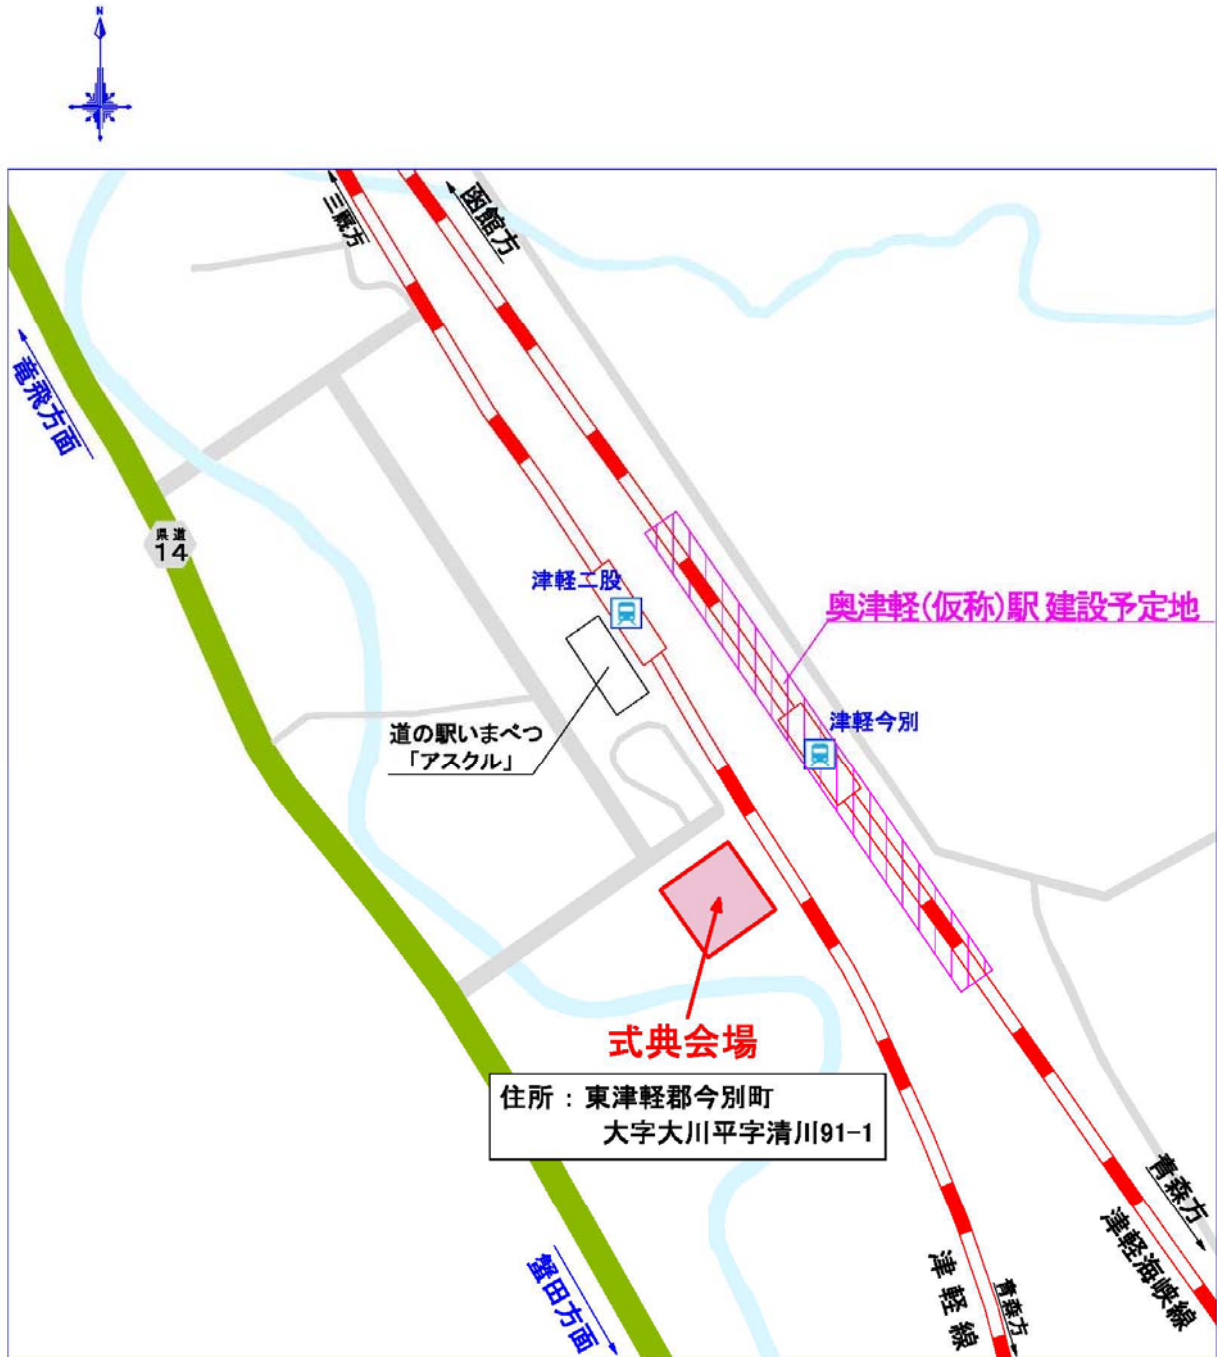 N
三厩方
函館方
竜飛方面
県道
14
津軽二股
奥津軽(仮称)駅 建設予定地
道の駅いまべつ
「アスクル」
津軽今別
式典会場
住所：東津軽郡今別町
大字大川平字清川91-1
青森方
津軽海峡線
津軽線
青森方
蟹田方面